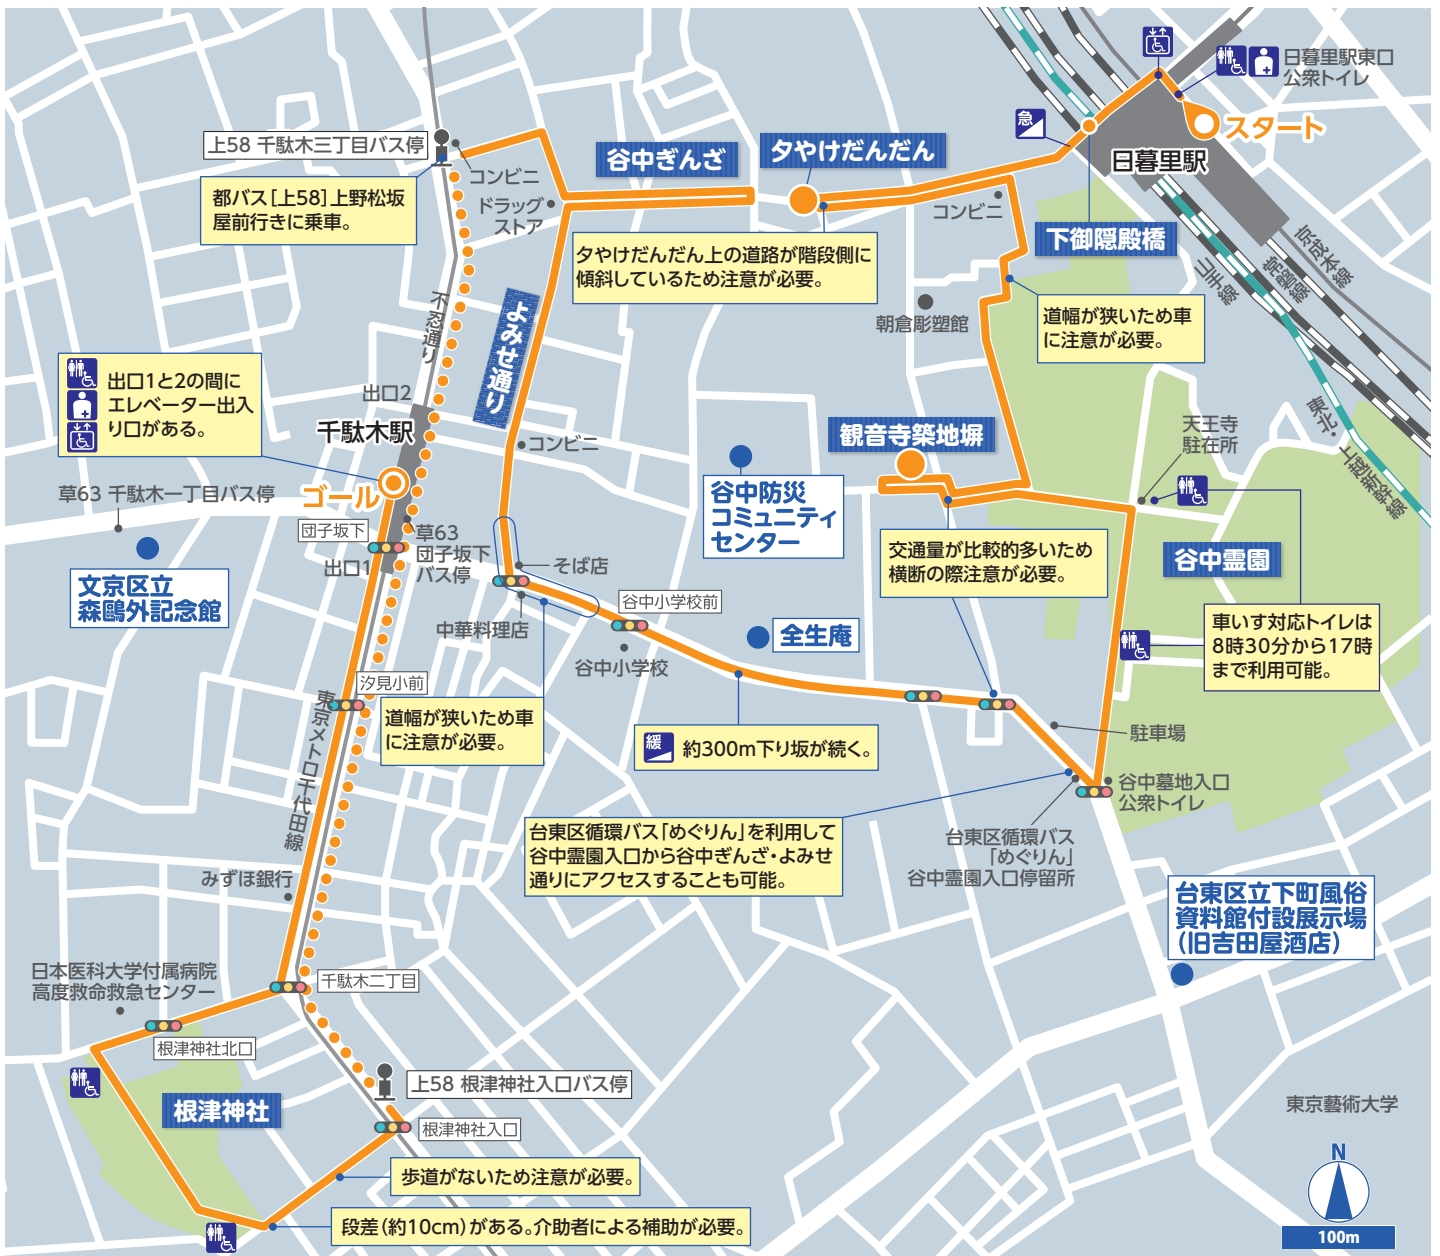 日暮里駅東口
公衆トイレ
スタート
日暮里駅
急
上58 千駄木三丁目バス停
コンビニ
谷中ぎんざ
夕やけだんだん
都バス[上58]上野松坂
屋前行きに乗車。
ドラッグ
ストア
コンビニ
下御隠殿橋
夕やけだんだん上の道路が階段側に
傾斜しているため注意が必要。
京成本線
常磐線
山手線
不忍通り
よみせ通り
朝倉彫塑館
道幅が狭いため車
に注意が必要。
出口1と2の間に
エレベーター出入
り口がある。
出口2
千駄木駅
コンビニ
観音寺築地塀
天王寺
駐在所
東北・
上越新幹線
草63 千駄木一丁目バス停
ゴール
谷中防災
コミュニティ
センター
団子坂下
草63
団子坂下
バス停
出口1
そば店
交通量が比較的多いため
横断の際注意が必要。
谷中霊園
文京区立
森鷗外記念館
中華料理店
谷中小学校前
全生庵
車いす対応トイレは
8時30分から17時
まで利用可能。
谷中小学校
汐見小前
東京メトロ千代田線
道幅が狭いため車
に注意が必要。
緩
約300m下り坂が続く。
駐車場
谷中墓地入口
公衆トイレ
台東区循環バス「めぐりん」を利用して
谷中霊園入口から谷中ぎんざ・よみせ
通りにアクセスすることも可能。
台東区循環バス
「めぐりん」
谷中霊園入口停留所
みずほ銀行
台東区立下町風俗
資料館付設展示場
(旧吉田屋酒店)
日本医科大学付属病院
高度救命救急センター
千駄木二丁目
根津神社北口
上58 根津神社入口バス停
根津神社
根津神社入口
東京藝術大学
歩道がないため注意が必要。
段差(約10cm)がある。介助者による補助が必要。
N
100m